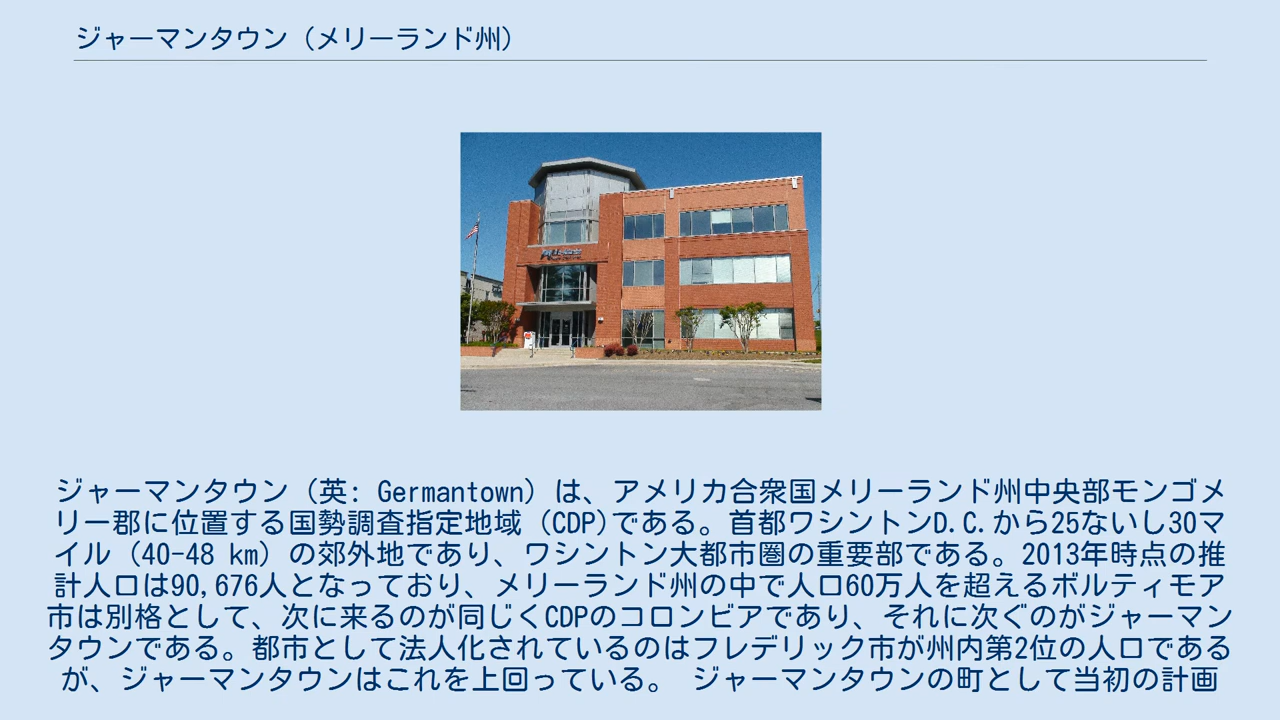 ジャーマンタウン（メリーランド州）
ジャーマンタウン（英: Germantown）は、アメリカ合衆国メリーランド州中央部モンゴメ
リー郡に位置する国勢調査指定地域（CDP)である。首都ワシントンD.C.から25ないし30マ
イル（40-48 km）の郊外地であり、ワシントン大都市圏の重要部である。2013年時点の推
計人口は90,676人となっており、メリーランド州の中で人口60万人を超えるボルティモア
市は別格として、次に来るのが同じくCDPのコロンビアであり、それに次ぐのがジャーマン
タウンである。都市として法人化されているのはフレデリック市が州内第2位の人口である
が、ジャーマンタウンはこれを上回っている。 ジャーマンタウンの町として当初の計画